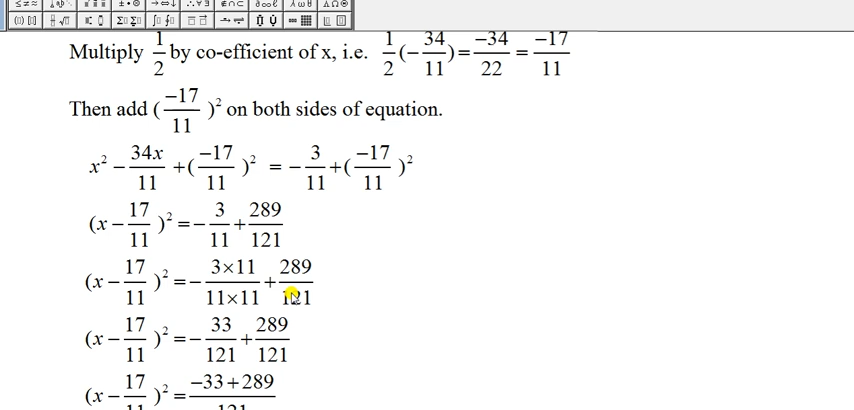 Multiply 1/2 by co-efficient of x, i.e. 1/2(-34/11)=-34/22=-17/11
Then add (-17/11)² on both sides of equation.
x² - 34x/11 + (-17/11)² = -3/11 + (-17/11)²
(x - 17/11)² = -3/11 + 289/121
(x - 17/11)² = -3×11/11×11 + 289/121
(x - 17/11)² = -33/121 + 289/121
(x - 17/11)² = -33+289/121